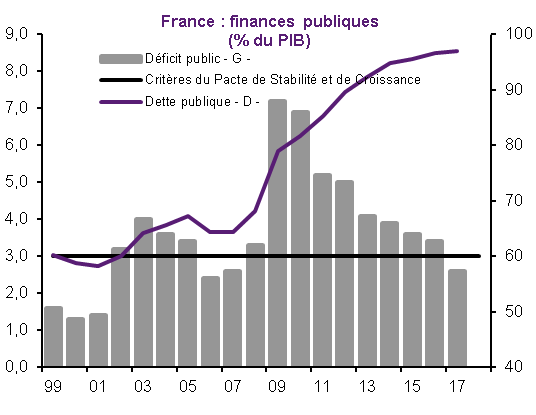 France : finances publiques
(% du PIB)
Déficit public - G -
Critères du Pacte de Stabilité et de Croissance
Dette publique - D -
9,0
8,0
7,0
6,0
5,0
4,0
3,0
2,0
1,0
0,0
100
90
80
70
60
50
40
99 01 03 05 07 09 11 13 15 17